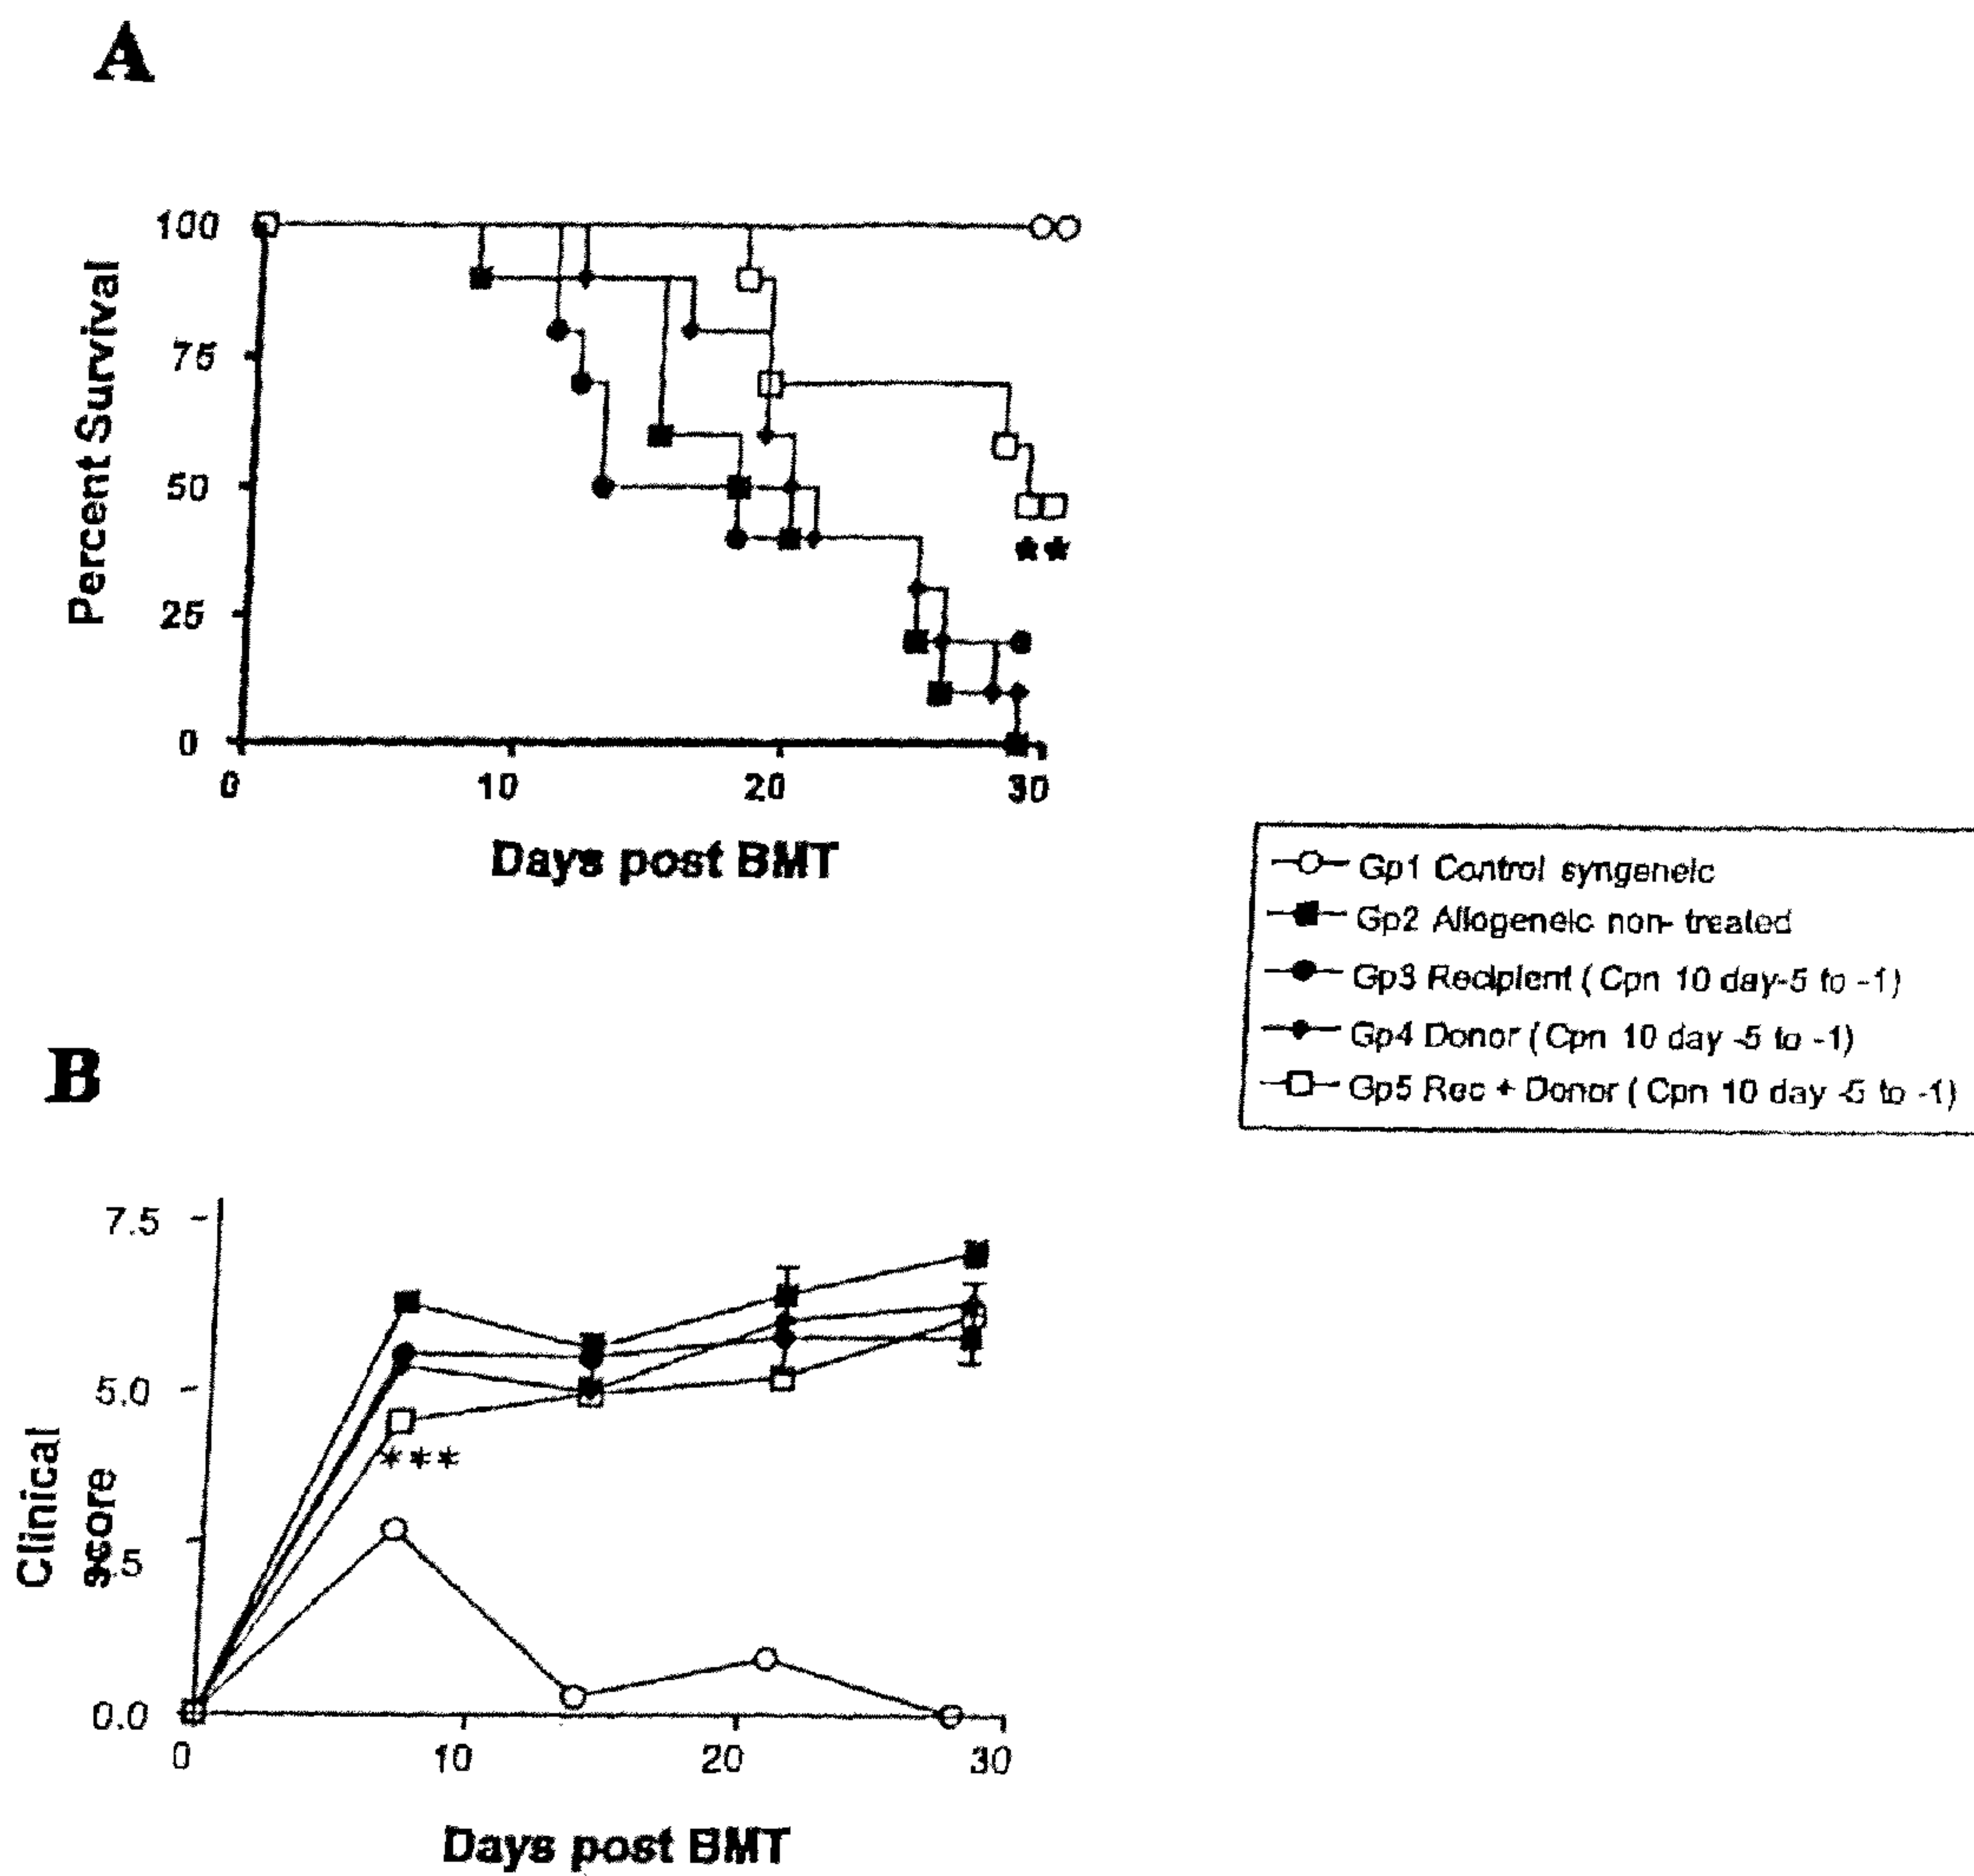 A
100
75
50
25
0
Percent Survival
0 10 20 30
Days post BMT
★★
Gp1 Control syngeneic
Gp2 Allogeneic non- treated
Gp3 Recipient ( Cpn 10 day-5 to -1)
Gp4 Donor ( Cpn 10 day -5 to -1)
Gp5 Rec + Donor ( Cpn 10 day -5 to -1)
B
7.5
5.0
.5
0.0
Clinical
score
***
0 10 20 30
Days post BMT